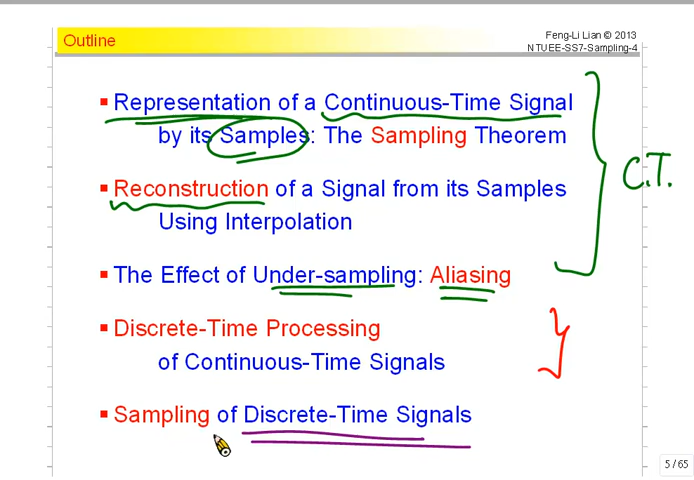 Outline
Feng-Li Lian © 2013
NTUEE-SS7-Sampling-4
Representation of a Continuous-Time Signal
by its Samples: The Sampling Theorem
C.T.
Reconstruction of a Signal from its Samples
Using Interpolation
The Effect of Under-sampling: Aliasing
Discrete-Time Processing
of Continuous-Time Signals
Sampling of Discrete-Time Signals
5 / 65